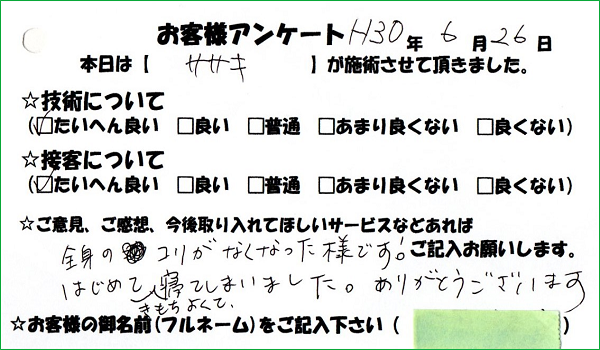 お客様アンケート H30年 6月 26日
本日は【 ササキ 】が施術させて頂きました。
☆技術について
(☑たいへん良い □良い □普通 □あまり良くない □良くない)
☆接客について
(☑たいへん良い □良い □普通 □あまり良くない □良くない)
☆ご意見、ご感想、今後取り入れてほしいサービスなどあれば
ご記入お願いします。
全身の コリがなくなった様です!
はじめて、寝てしまいました。ありがとうございます
きもちよくて、
☆お客様の御名前(フルネーム)をご記入下さい(